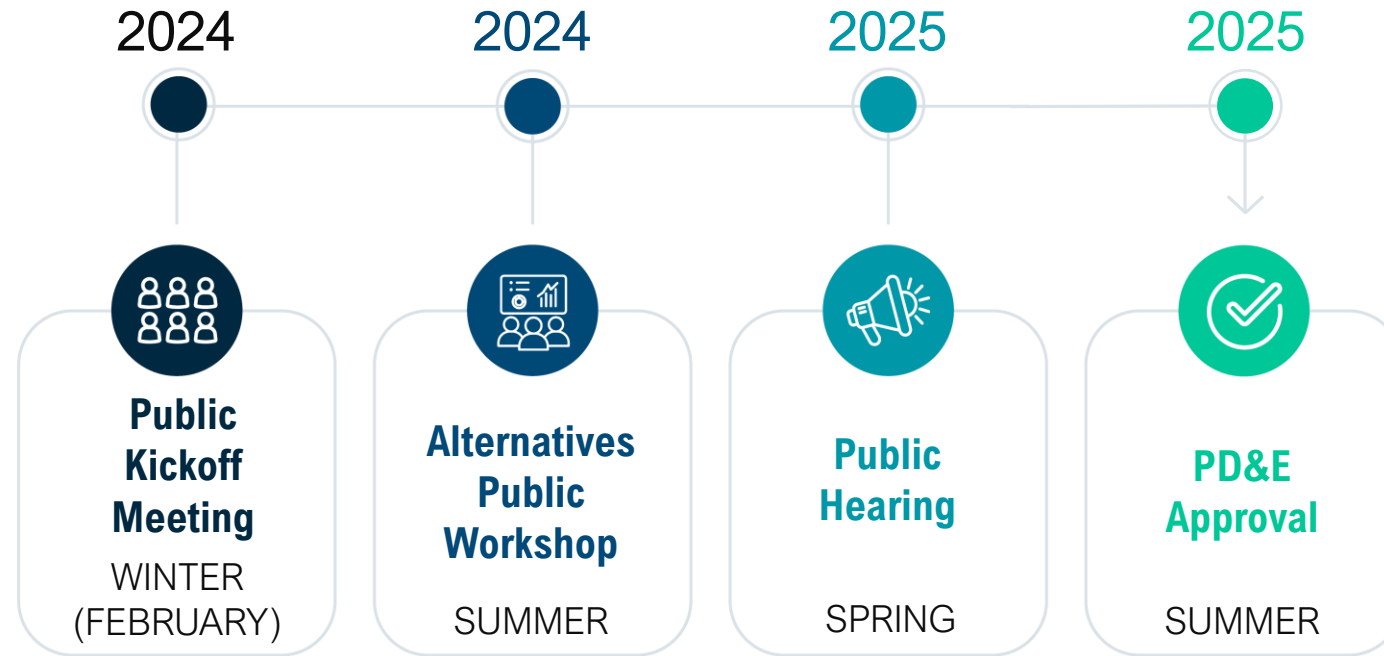 2024
2024
2025
2025
Public
Kickoff
Meeting
WINTER
(FEBRUARY)
Alternatives
Public
Workshop
SUMMER
Public
Hearing
SPRING
PD&E
Approval
SUMMER